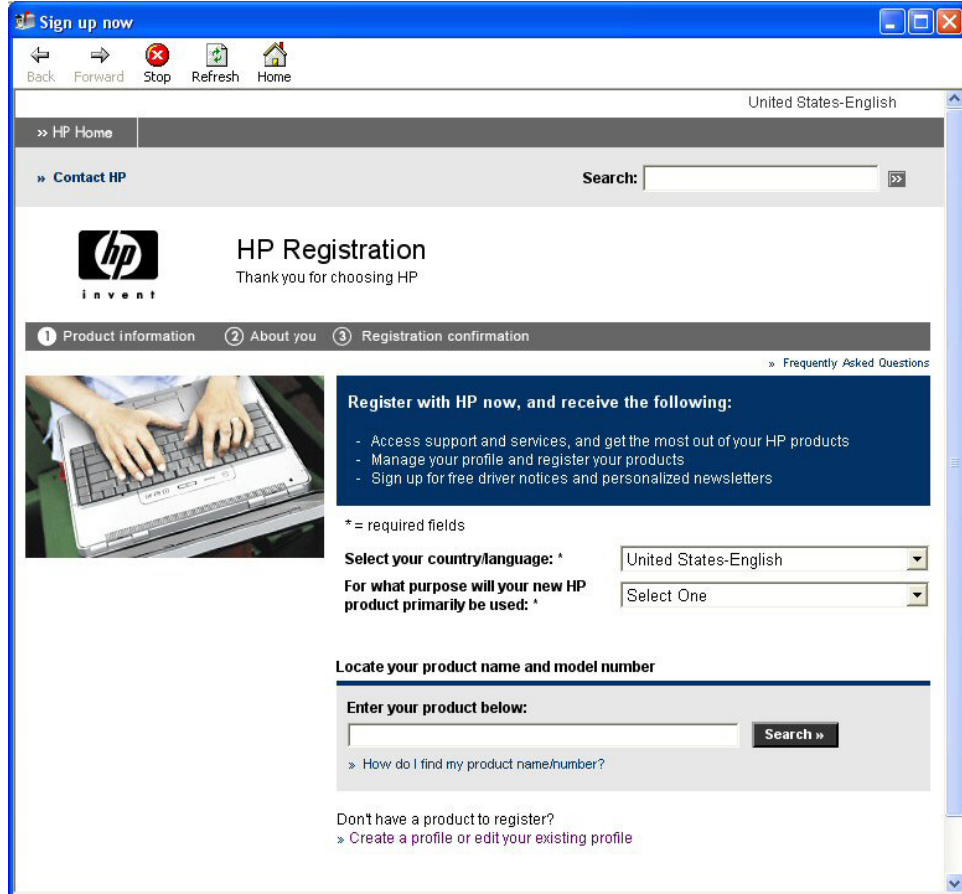 Sign up now
Back Forward Stop Refresh Home
United States-English
» HP Home
» Contact HP
Search:
»
hp
invent
HP Registration
Thank you for choosing HP
1 Product information 2 About you 3 Registration confirmation
» Frequently Asked Questions
Register with HP now, and receive the following:
- Access support and services, and get the most out of your HP products
- Manage your profile and register your products
- Sign up for free driver notices and personalized newsletters
* = required fields
Select your country/language: * United States-English
For what purpose will your new HP
product primarily be used: * Select One
Locate your product name and model number
Enter your product below:
Search »
» How do I find my product name/number?
Don't have a product to register?
» Create a profile or edit your existing profile